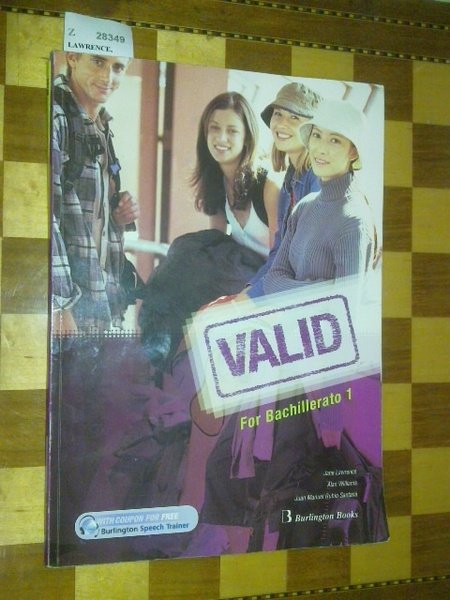 Z 28349
LAWRENCE,
VALID
For Bachillerato 1
Jane Lawrence
Alan Williams
Juan Manuel Rubio Santana
B Burlington Books
WITH COUPON FOR FREE
Burlington Speech Trainer